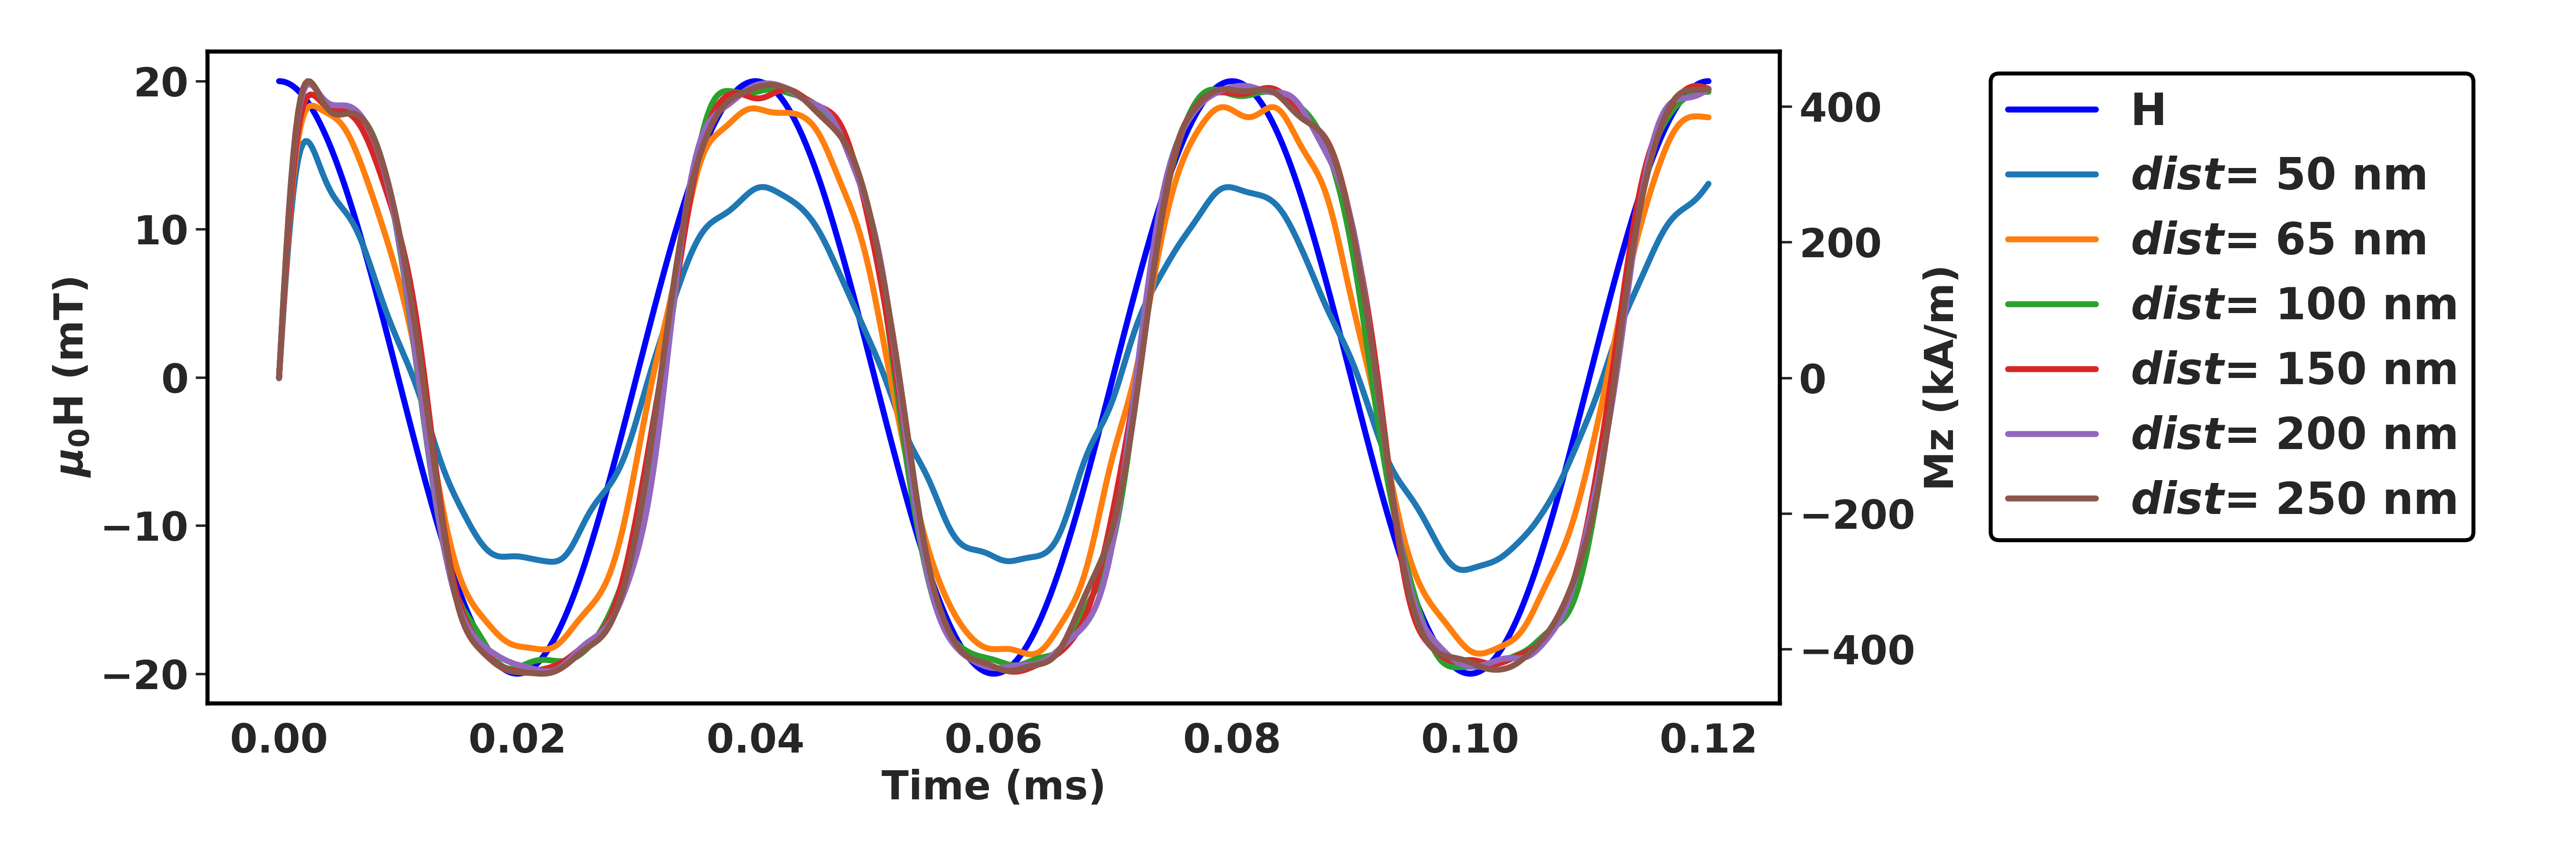 20
10
0
−10
−20
μ₀H (mT)
0.00 0.02 0.04 0.06 0.08 0.10 0.12
Time (ms)
400
200
0
−200
−400
Mz (kA/m)
H
dist= 50 nm
dist= 65 nm
dist= 100 nm
dist= 150 nm
dist= 200 nm
dist= 250 nm